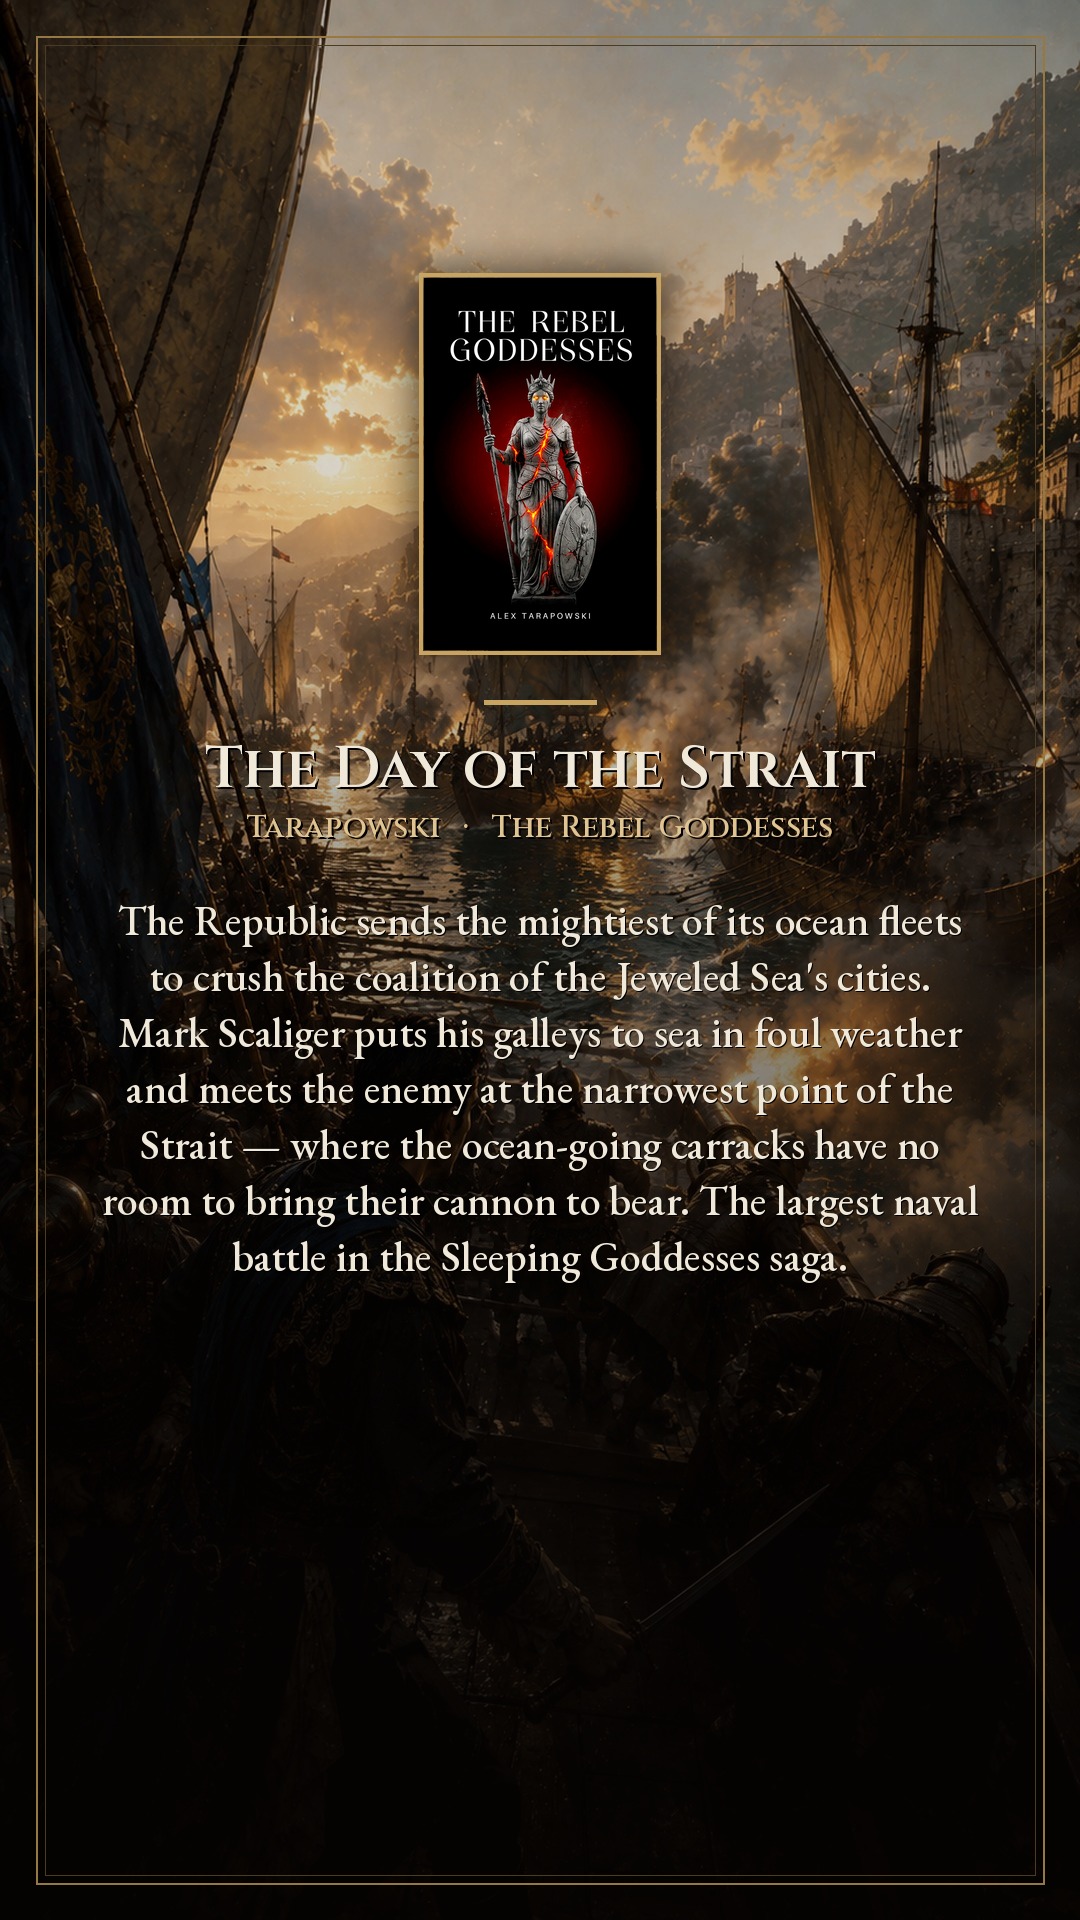 THE REBEL
GODDESSES
ALEX TARAPOWSKI
THE DAY OF THE STRAIT
TARAPOWSKI · THE REBEL GODDESSES
The Republic sends the mightiest of its ocean fleets
to crush the coalition of the Jeweled Sea's cities.
Mark Scaliger puts his galleys to sea in foul weather
and meets the enemy at the narrowest point of the
Strait — where the ocean-going carracks have no
room to bring their cannon to bear. The largest naval
battle in the Sleeping Goddesses saga.